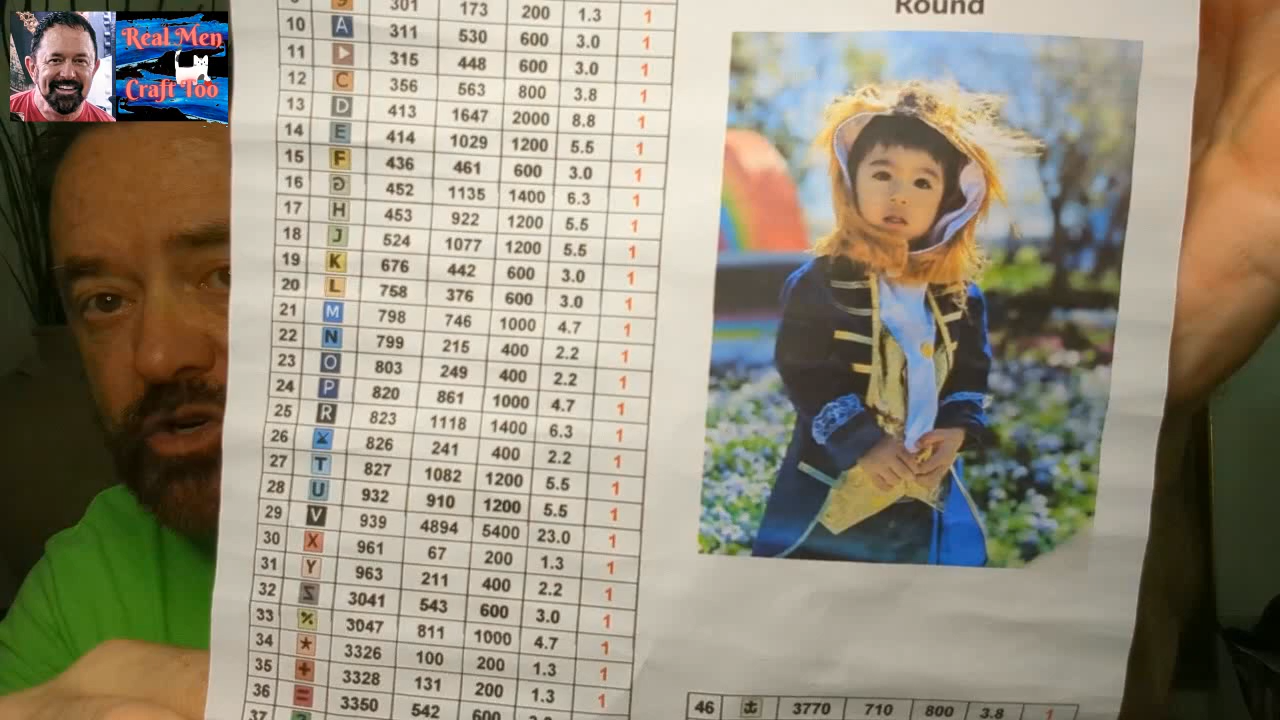 Real Men
Craft Too
Round
9 301 173 200 1.3 1
10 A 311 530 600 3.0 1
11 ▶ 315 448 600 3.0 1
12 C 356 563 800 3.8 1
13 D 413 1647 2000 8.8 1
14 E 414 1029 1200 5.5 1
15 F 436 461 600 3.0 1
16 452 1135 1400 6.3 1
17 H 453 922 1200 5.5 1
18 J 524 1077 1200 5.5 1
19 K 676 442 600 3.0 1
20 L 758 376 600 3.0 1
21 M 798 746 1000 4.7 1
22 N 799 215 400 2.2 1
23 O 803 249 400 2.2 1
24 P 820 861 1000 4.7 1
25 R 823 1118 1400 6.3 1
26 826 241 400 2.2 1
27 T 827 1082 1200 5.5 1
28 U 932 910 1200 5.5 1
29 V 939 4894 5400 23.0 1
30 X 961 67 200 1.3 1
31 Y 963 211 400 2.2 1
32 3041 543 600 3.0 1
33 % 3047 811 1000 4.7 1
34 ★ 3326 100 200 1.3 1
35 + 3328 131 200 1.3 1
36 = 3350 542 600
37 ?
46 ⚓ 3770 710 800 3.8 1